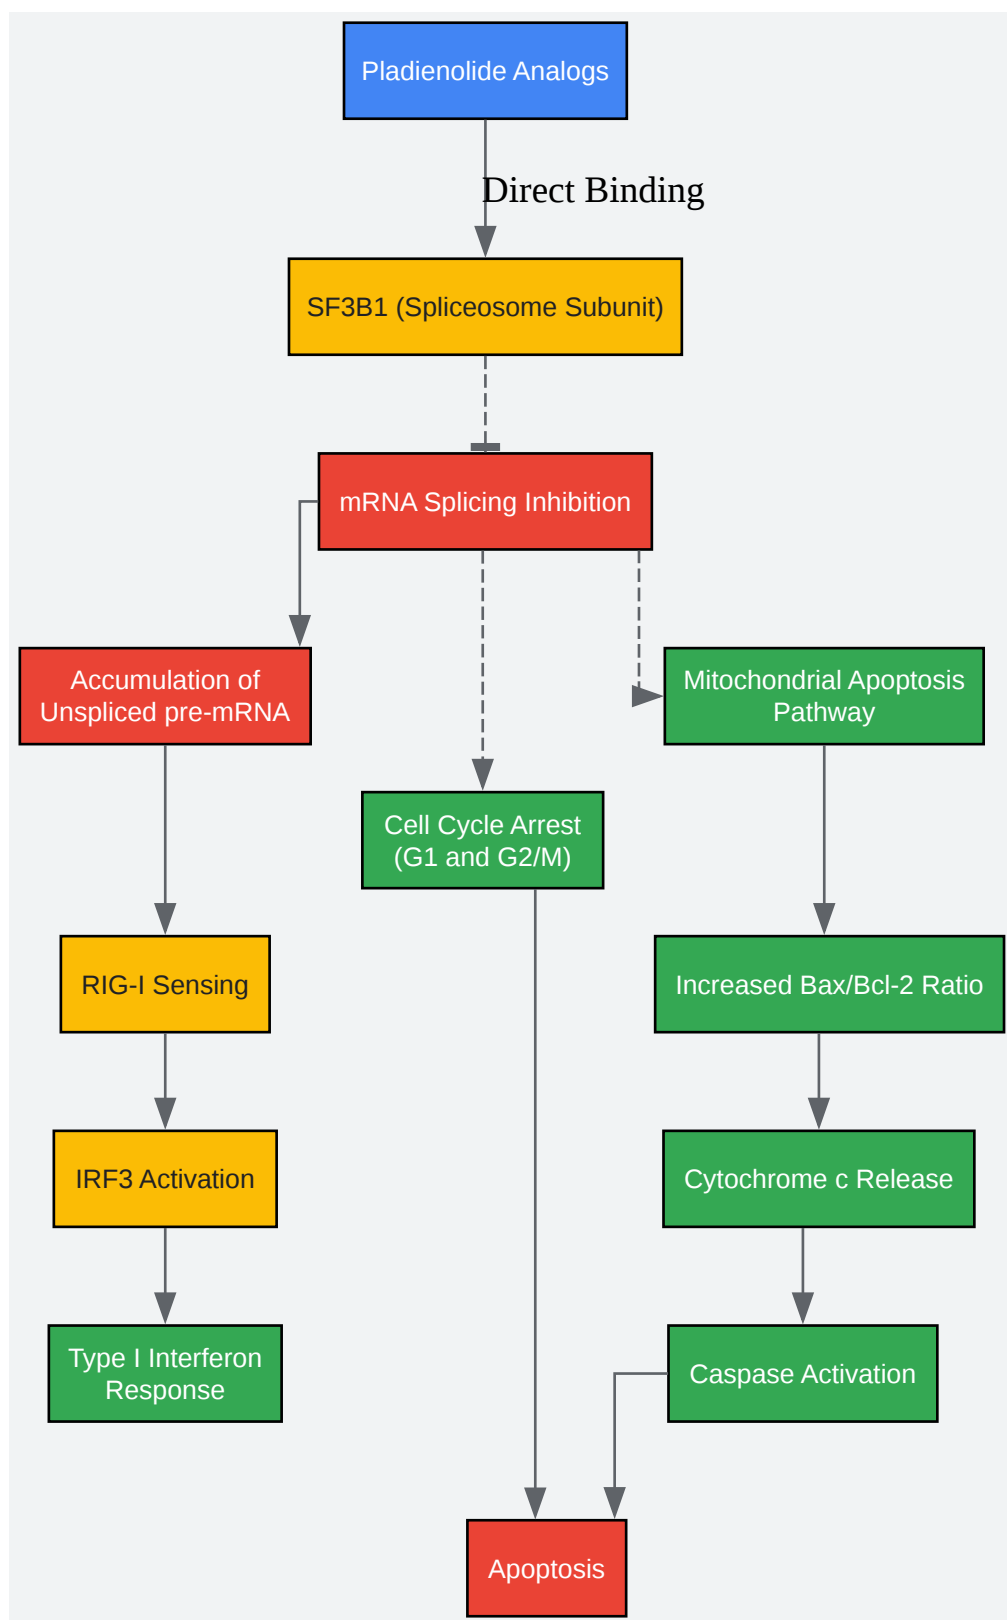 Pladienolide Analogs
Direct Binding
SF3B1 (Spliceosome Subunit)
mRNA Splicing Inhibition
Accumulation of
Unspliced pre-mRNA
Mitochondrial Apoptosis
Pathway
Cell Cycle Arrest
(G1 and G2/M)
RIG-I Sensing
Increased Bax/Bcl-2 Ratio
IRF3 Activation
Cytochrome c Release
Type I Interferon
Response
Caspase Activation
Apoptosis